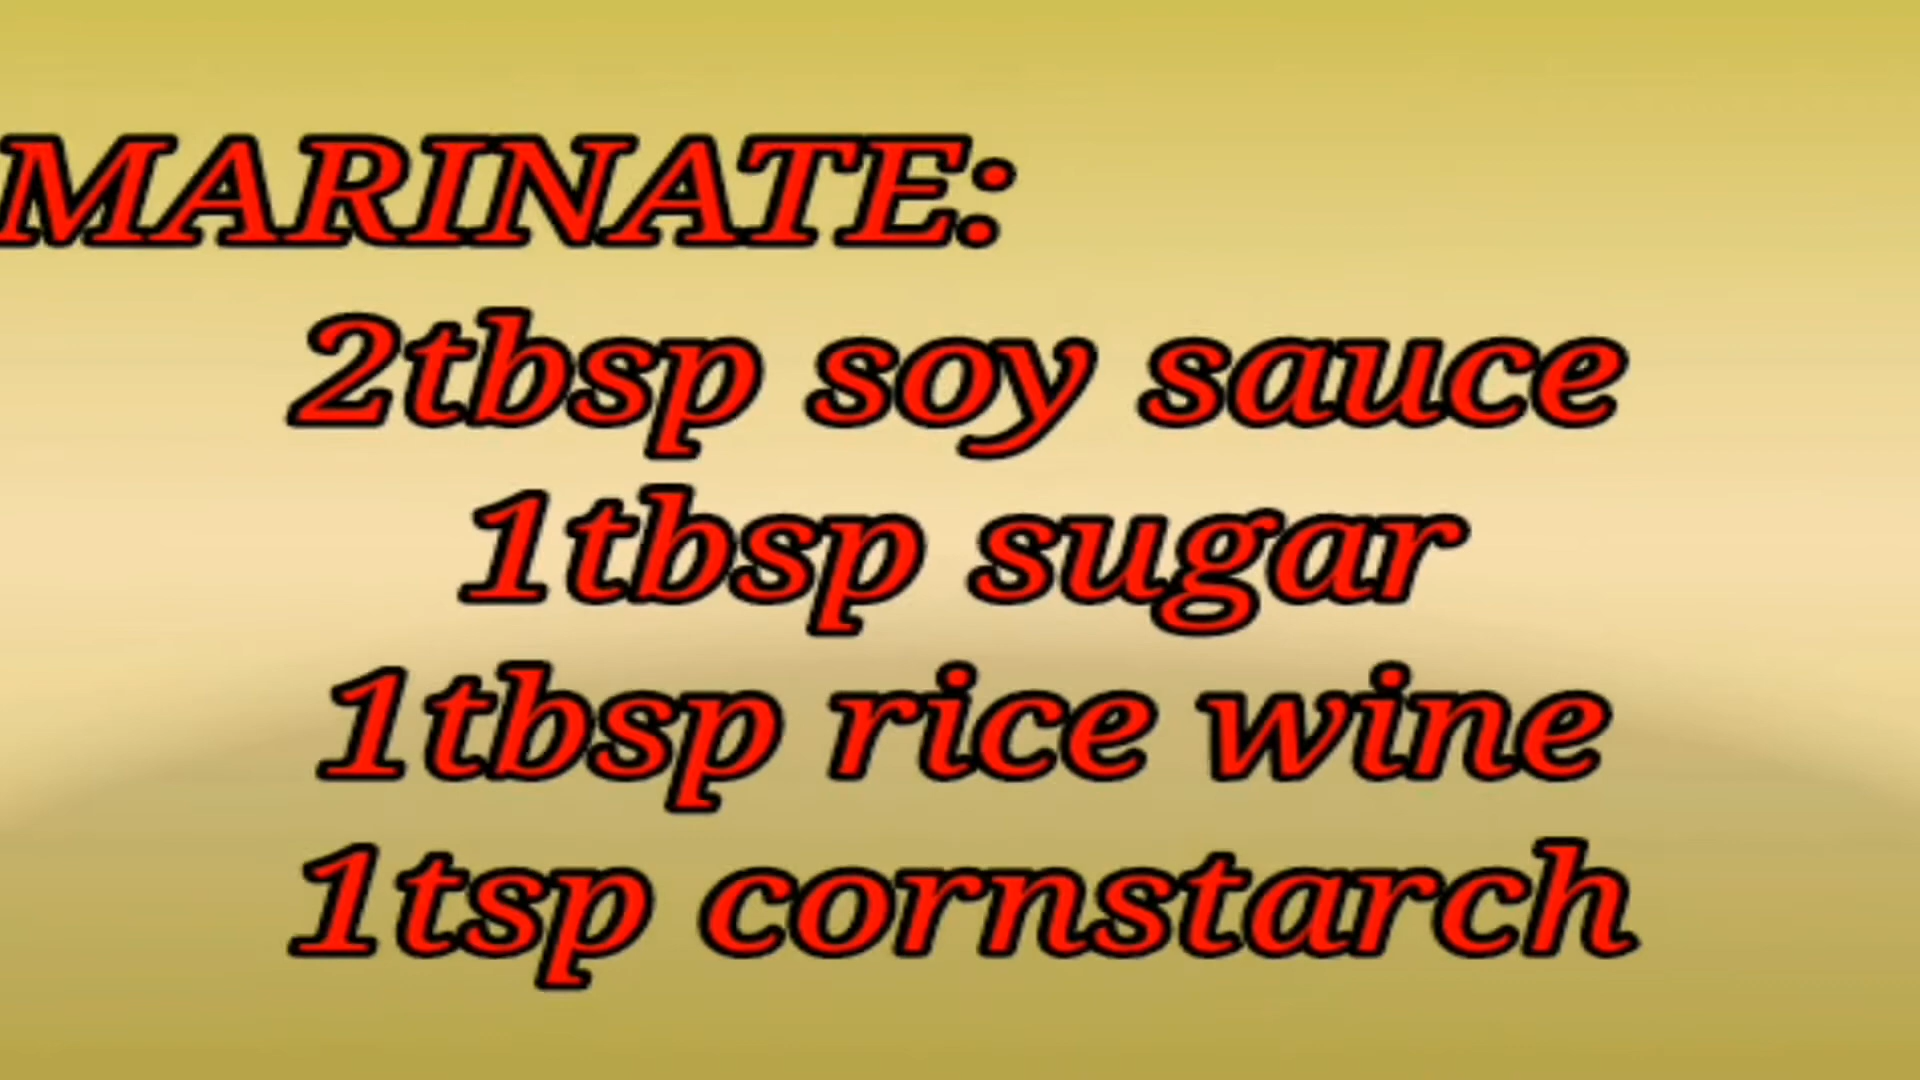 MARINATE:
2tbsp soy sauce
1tbsp sugar
1tbsp rice wine
1tsp cornstarch